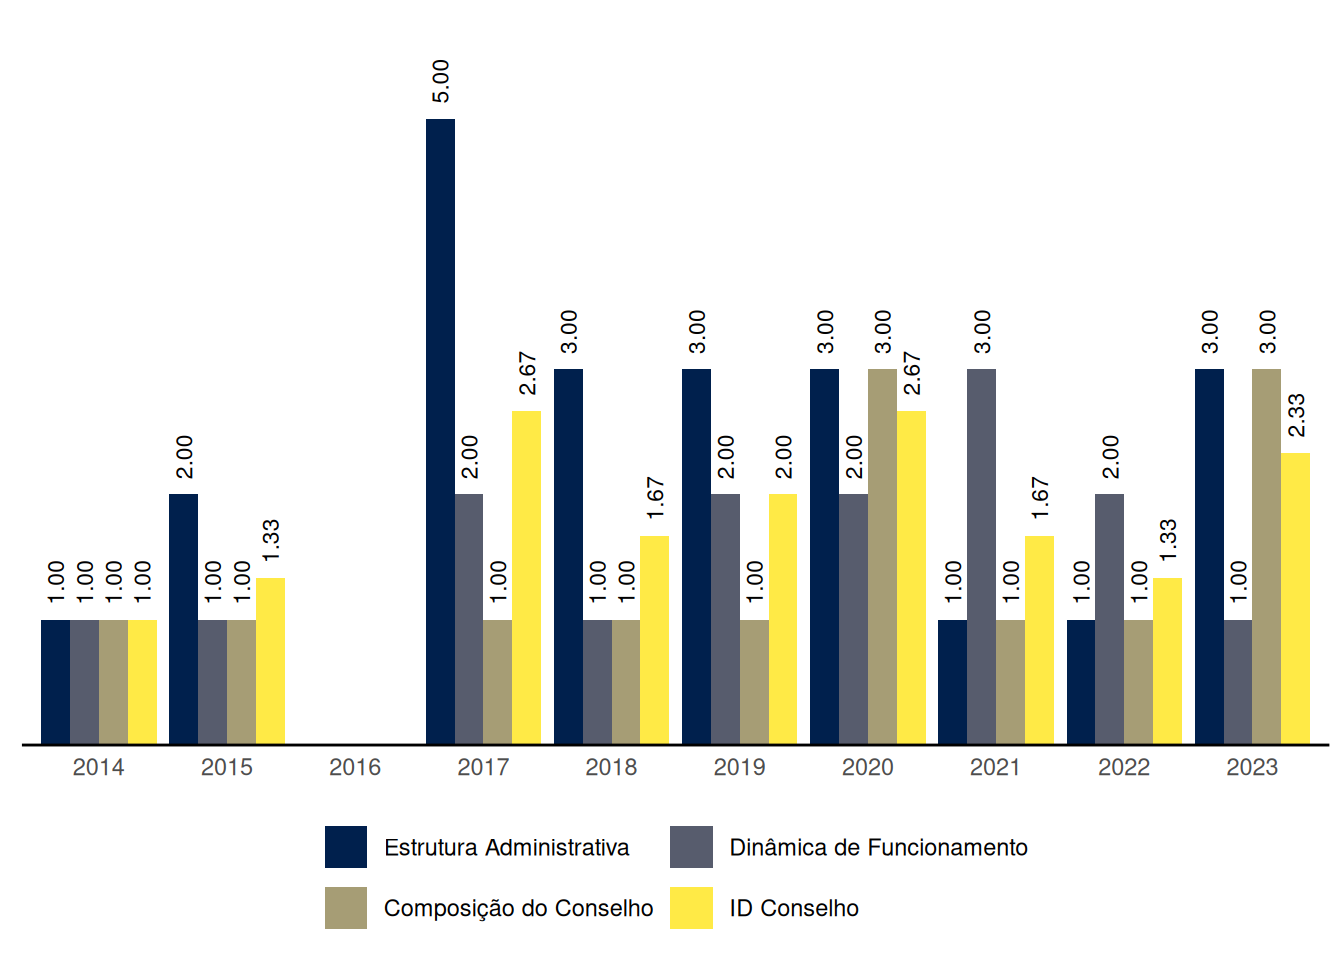 5.00
3.00 3.00 3.00 3.00 3.00 3.00 3.00
2.67 2.67
2.33
2.00 2.00 2.00 2.00 2.00 2.00
1.67 1.67
1.33 1.33
1.00 1.00 1.00 1.00 1.00 1.00 1.00 1.00 1.00 1.00 1.00 1.00 1.00 1.00 1.00
2014 2015 2016 2017 2018 2019 2020 2021 2022 2023
Estrutura Administrativa Dinâmica de Funcionamento
Composição do Conselho ID Conselho